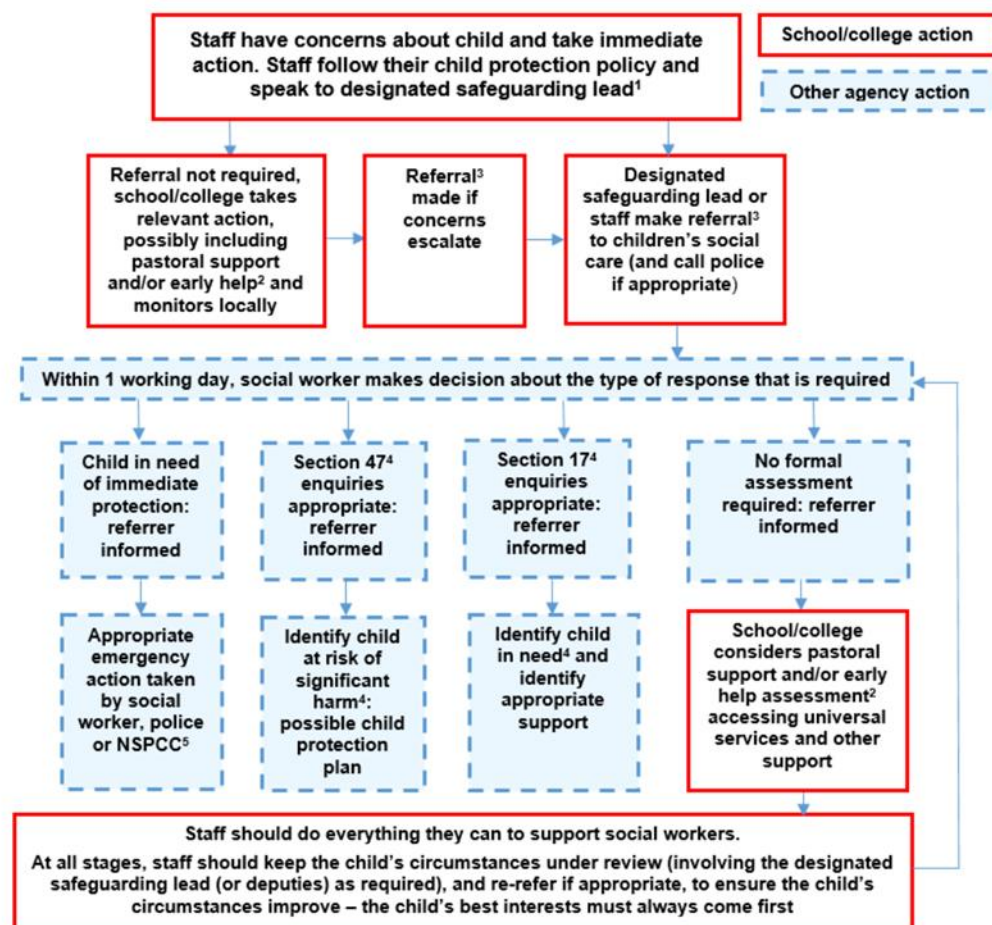 Staff have concerns about child and take immediate
action. Staff follow their child protection policy and
speak to designated safeguarding lead¹
School/college action
Other agency action
Referral not required,
school/college takes
relevant action,
possibly including
pastoral support
and/or early help² and
monitors locally
Referral³
made if
concerns
escalate
Designated
safeguarding lead or
staff make referral³
to children's social
care (and call police
if appropriate)
Within 1 working day, social worker makes decision about the type of response that is required
Child in need
of immediate
protection:
referrer
informed
Section 47⁴
enquiries
appropriate:
referrer
informed
Section 17⁴
enquiries
appropriate:
referrer
informed
No formal
assessment
required: referrer
informed
Appropriate
emergency
action taken
by social
worker, police
or NSPCC⁵
Identify child
at risk of
significant
harm⁴:
possible child
protection
plan
Identify child
in need⁴ and
identify
appropriate
support
School/college
considers pastoral
support and/or early
help assessment²
accessing universal
services and other
support
Staff should do everything they can to support social workers.
At all stages, staff should keep the child's circumstances under review (involving the designated
safeguarding lead (or deputies) as required), and re-refer if appropriate, to ensure the child's
circumstances improve – the child's best interests must always come first